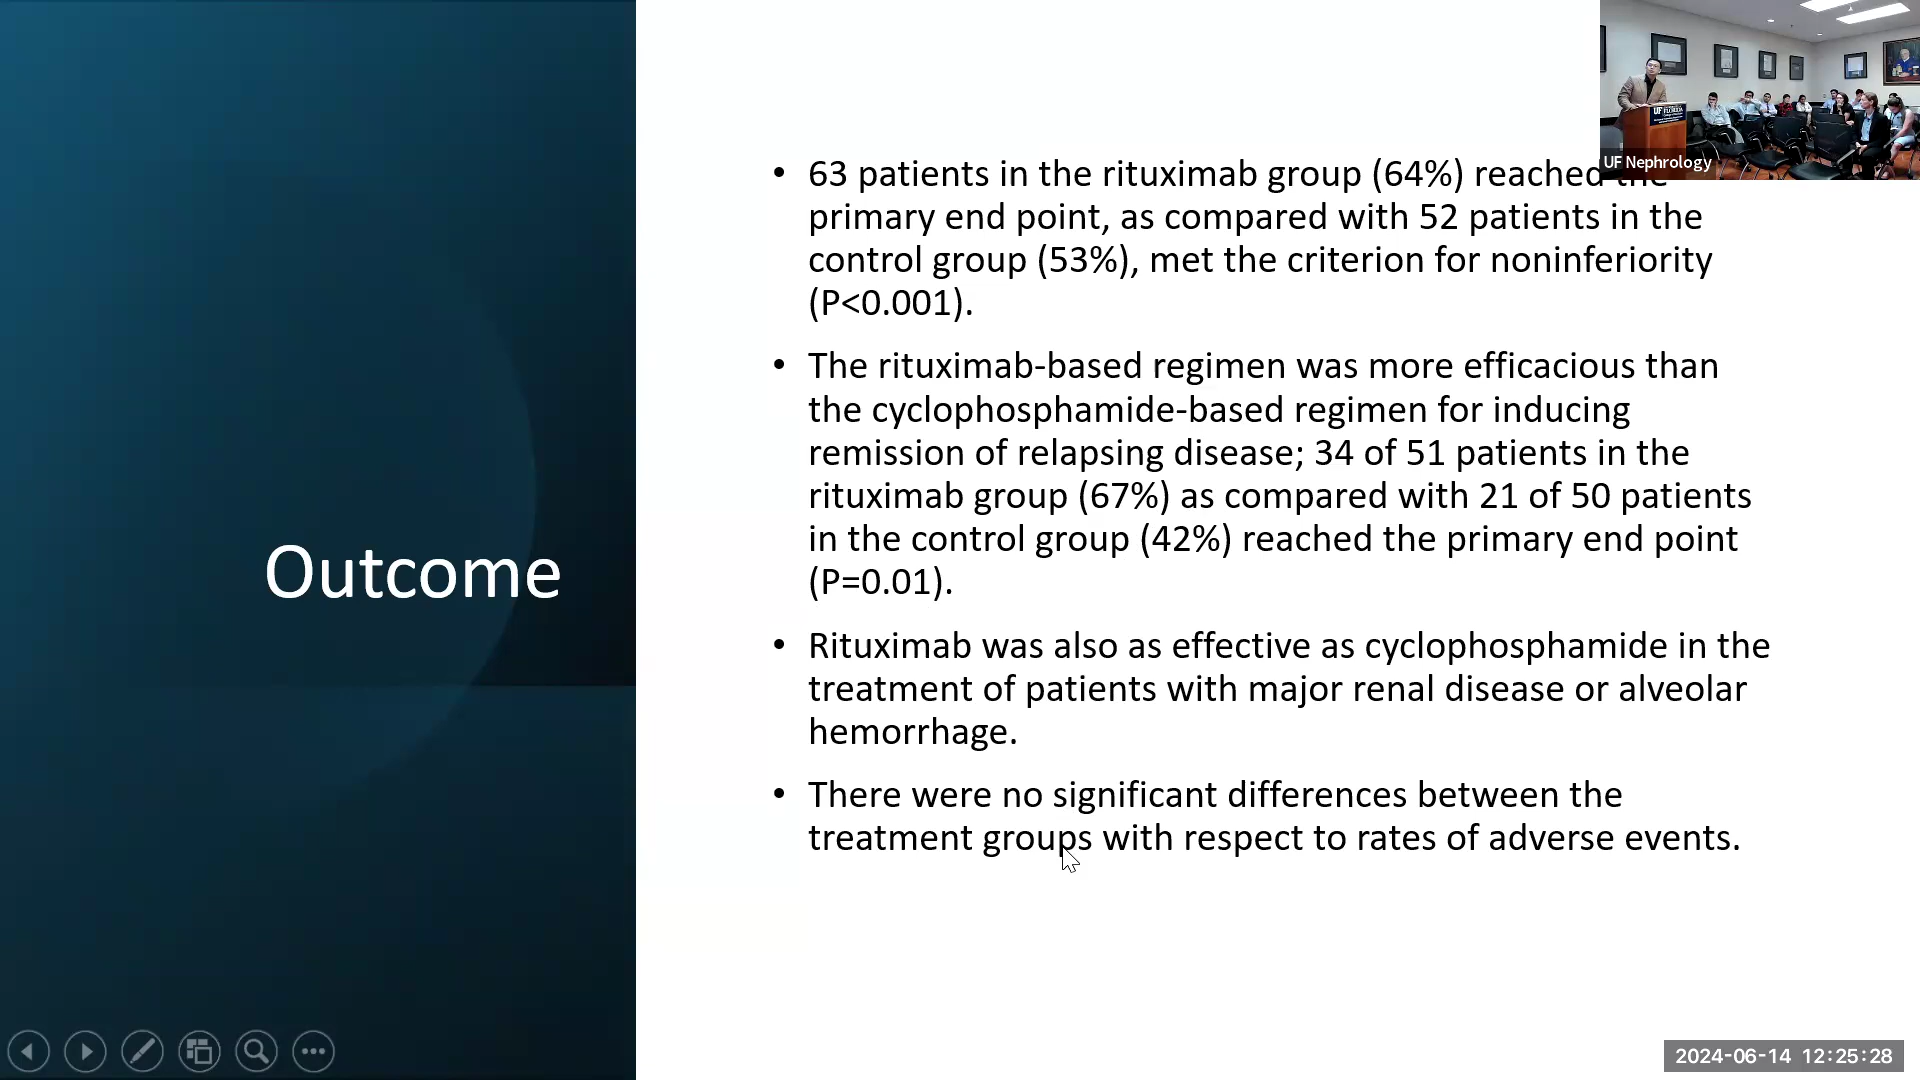 Outcome
• 63 patients in the rituximab group (64%) reached the
primary end point, as compared with 52 patients in the
control group (53%), met the criterion for noninferiority
(P<0.001).
• The rituximab-based regimen was more efficacious than
the cyclophosphamide-based regimen for inducing
remission of relapsing disease; 34 of 51 patients in the
rituximab group (67%) as compared with 21 of 50 patients
in the control group (42%) reached the primary end point
(P=0.01).
• Rituximab was also as effective as cyclophosphamide in the
treatment of patients with major renal disease or alveolar
hemorrhage.
• There were no significant differences between the
treatment groups with respect to rates of adverse events.
UF FLORIDA
UF Nephrology
2024-06-14 12:25:28